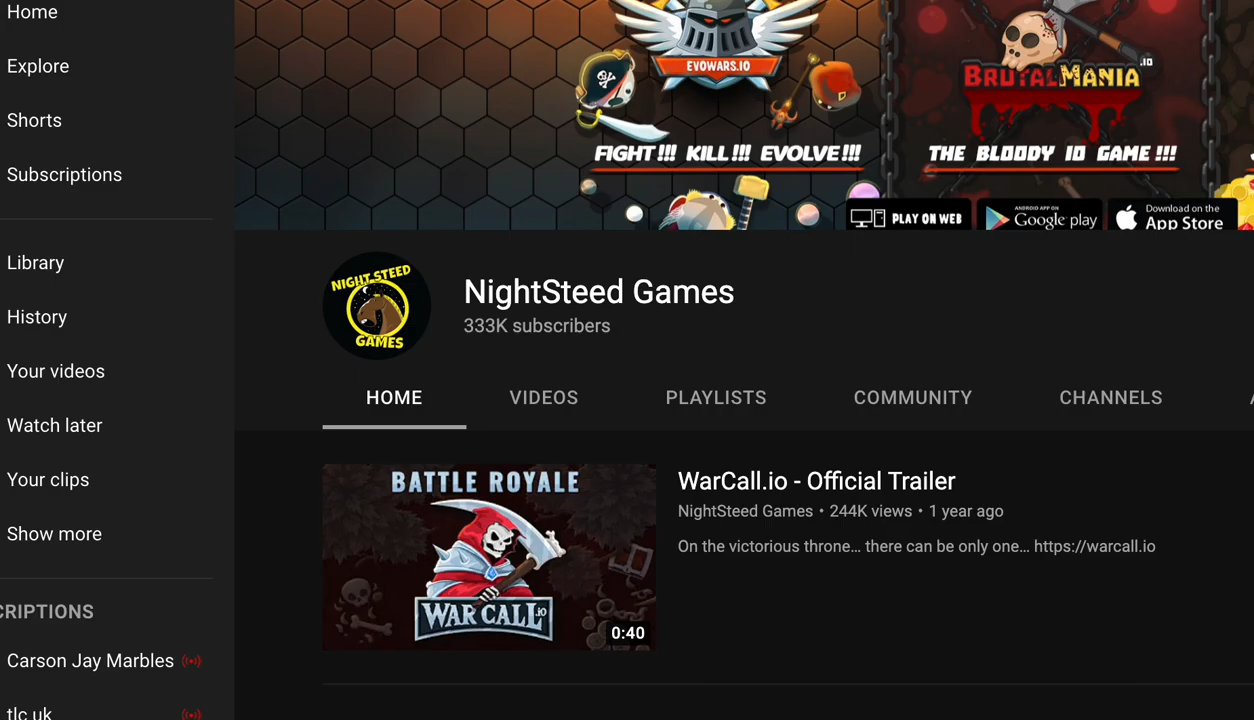 Home
Explore
Shorts
Subscriptions
Library
History
Your videos
Watch later
Your clips
Show more
CRIPTIONS
Carson Jay Marbles
tlc uk
EVOWARS.IO
FIGHT!!! KILL!!! EVOLVE!!!
BRUTALMANIA.IO
THE BLOODY IO GAME!!!
PLAY ON WEB
ANDROID APP ON
Google play
Download on the
App Store
NIGHT STEED
GAMES
NightSteed Games
333K subscribers
HOME VIDEOS PLAYLISTS COMMUNITY CHANNELS
BATTLE ROYALE
WAR CALL.io
0:40
WarCall.io - Official Trailer
NightSteed Games • 244K views • 1 year ago
On the victorious throne... there can be only one... https://warcall.io